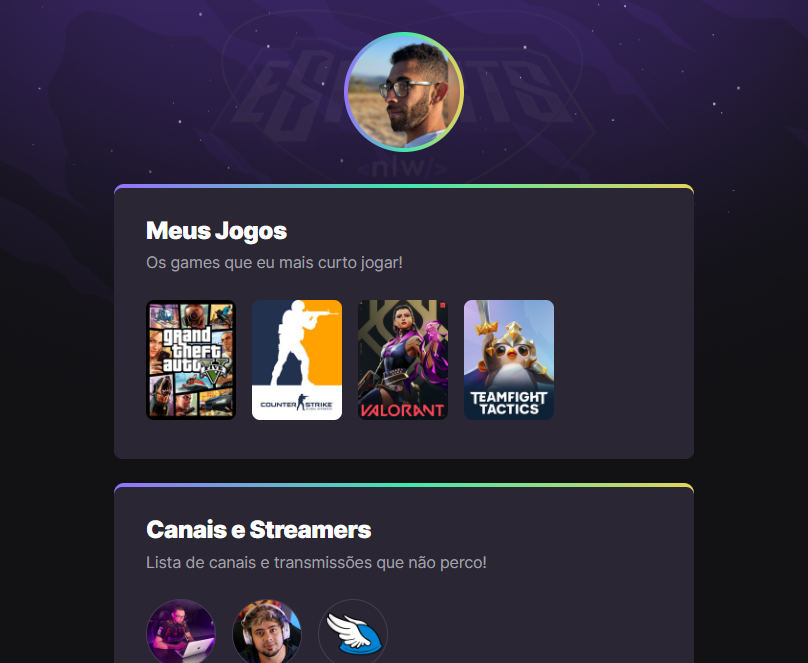 ESPORTS
<nlw/>
Meus Jogos
Os games que eu mais curto jogar!
grand
theft
auto
V
FIVE
COUNTER STRIKE
VALORANT
TEAMFIGHT
TACTICS
Canais e Streamers
Lista de canais e transmissões que não perco!